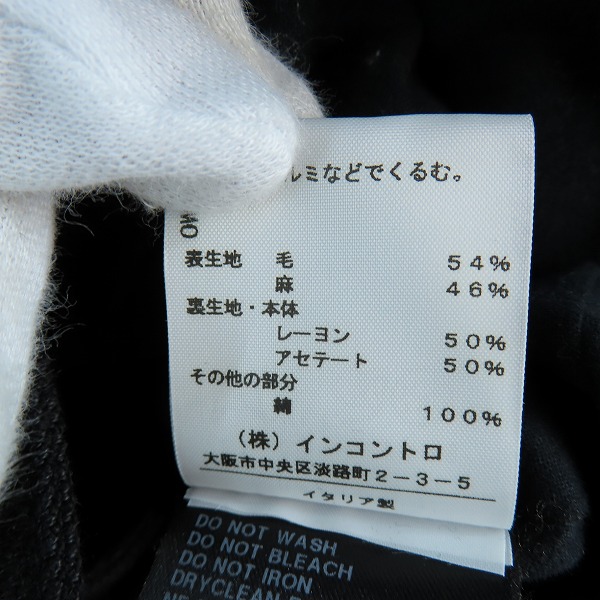 ルミなどでくるむ。
表生地 毛 54%
麻 46%
裏生地・本体
レーヨン 50%
アセテート 50%
その他の部分
綿 100%
(株)インコントロ
大阪市中央区淡路町2-3-5
イタリア製
DO NOT WASH
DO NOT BLEACH
DO NOT IRON
DRYCLEAN